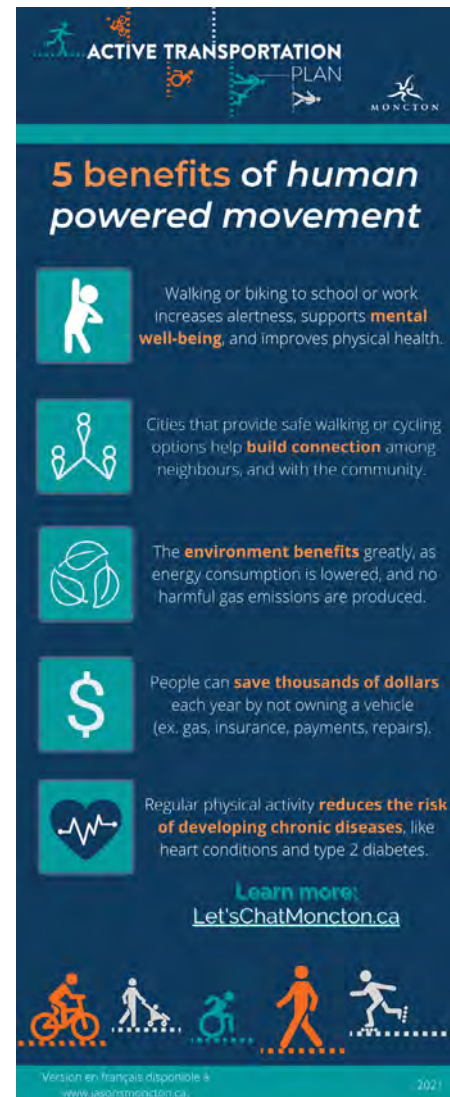 ACTIVE TRANSPORTATION
PLAN
MONCTON
5 benefits of human
powered movement
Walking or biking to school or work
increases alertness, supports mental
well-being, and improves physical health.
Cities that provide safe walking or cycling
options help build connection among
neighbours, and with the community.
The environment benefits greatly, as
energy consumption is lowered, and no
harmful gas emissions are produced.
$
People can save thousands of dollars
each year by not owning a vehicle
(ex. gas, insurance, payments, repairs).
Regular physical activity reduces the risk
of developing chronic diseases, like
heart conditions and type 2 diabetes.
Learn more:
Let'sChatMoncton.ca
Version en français disponible à
www.jasonsmoncton.ca.
2021